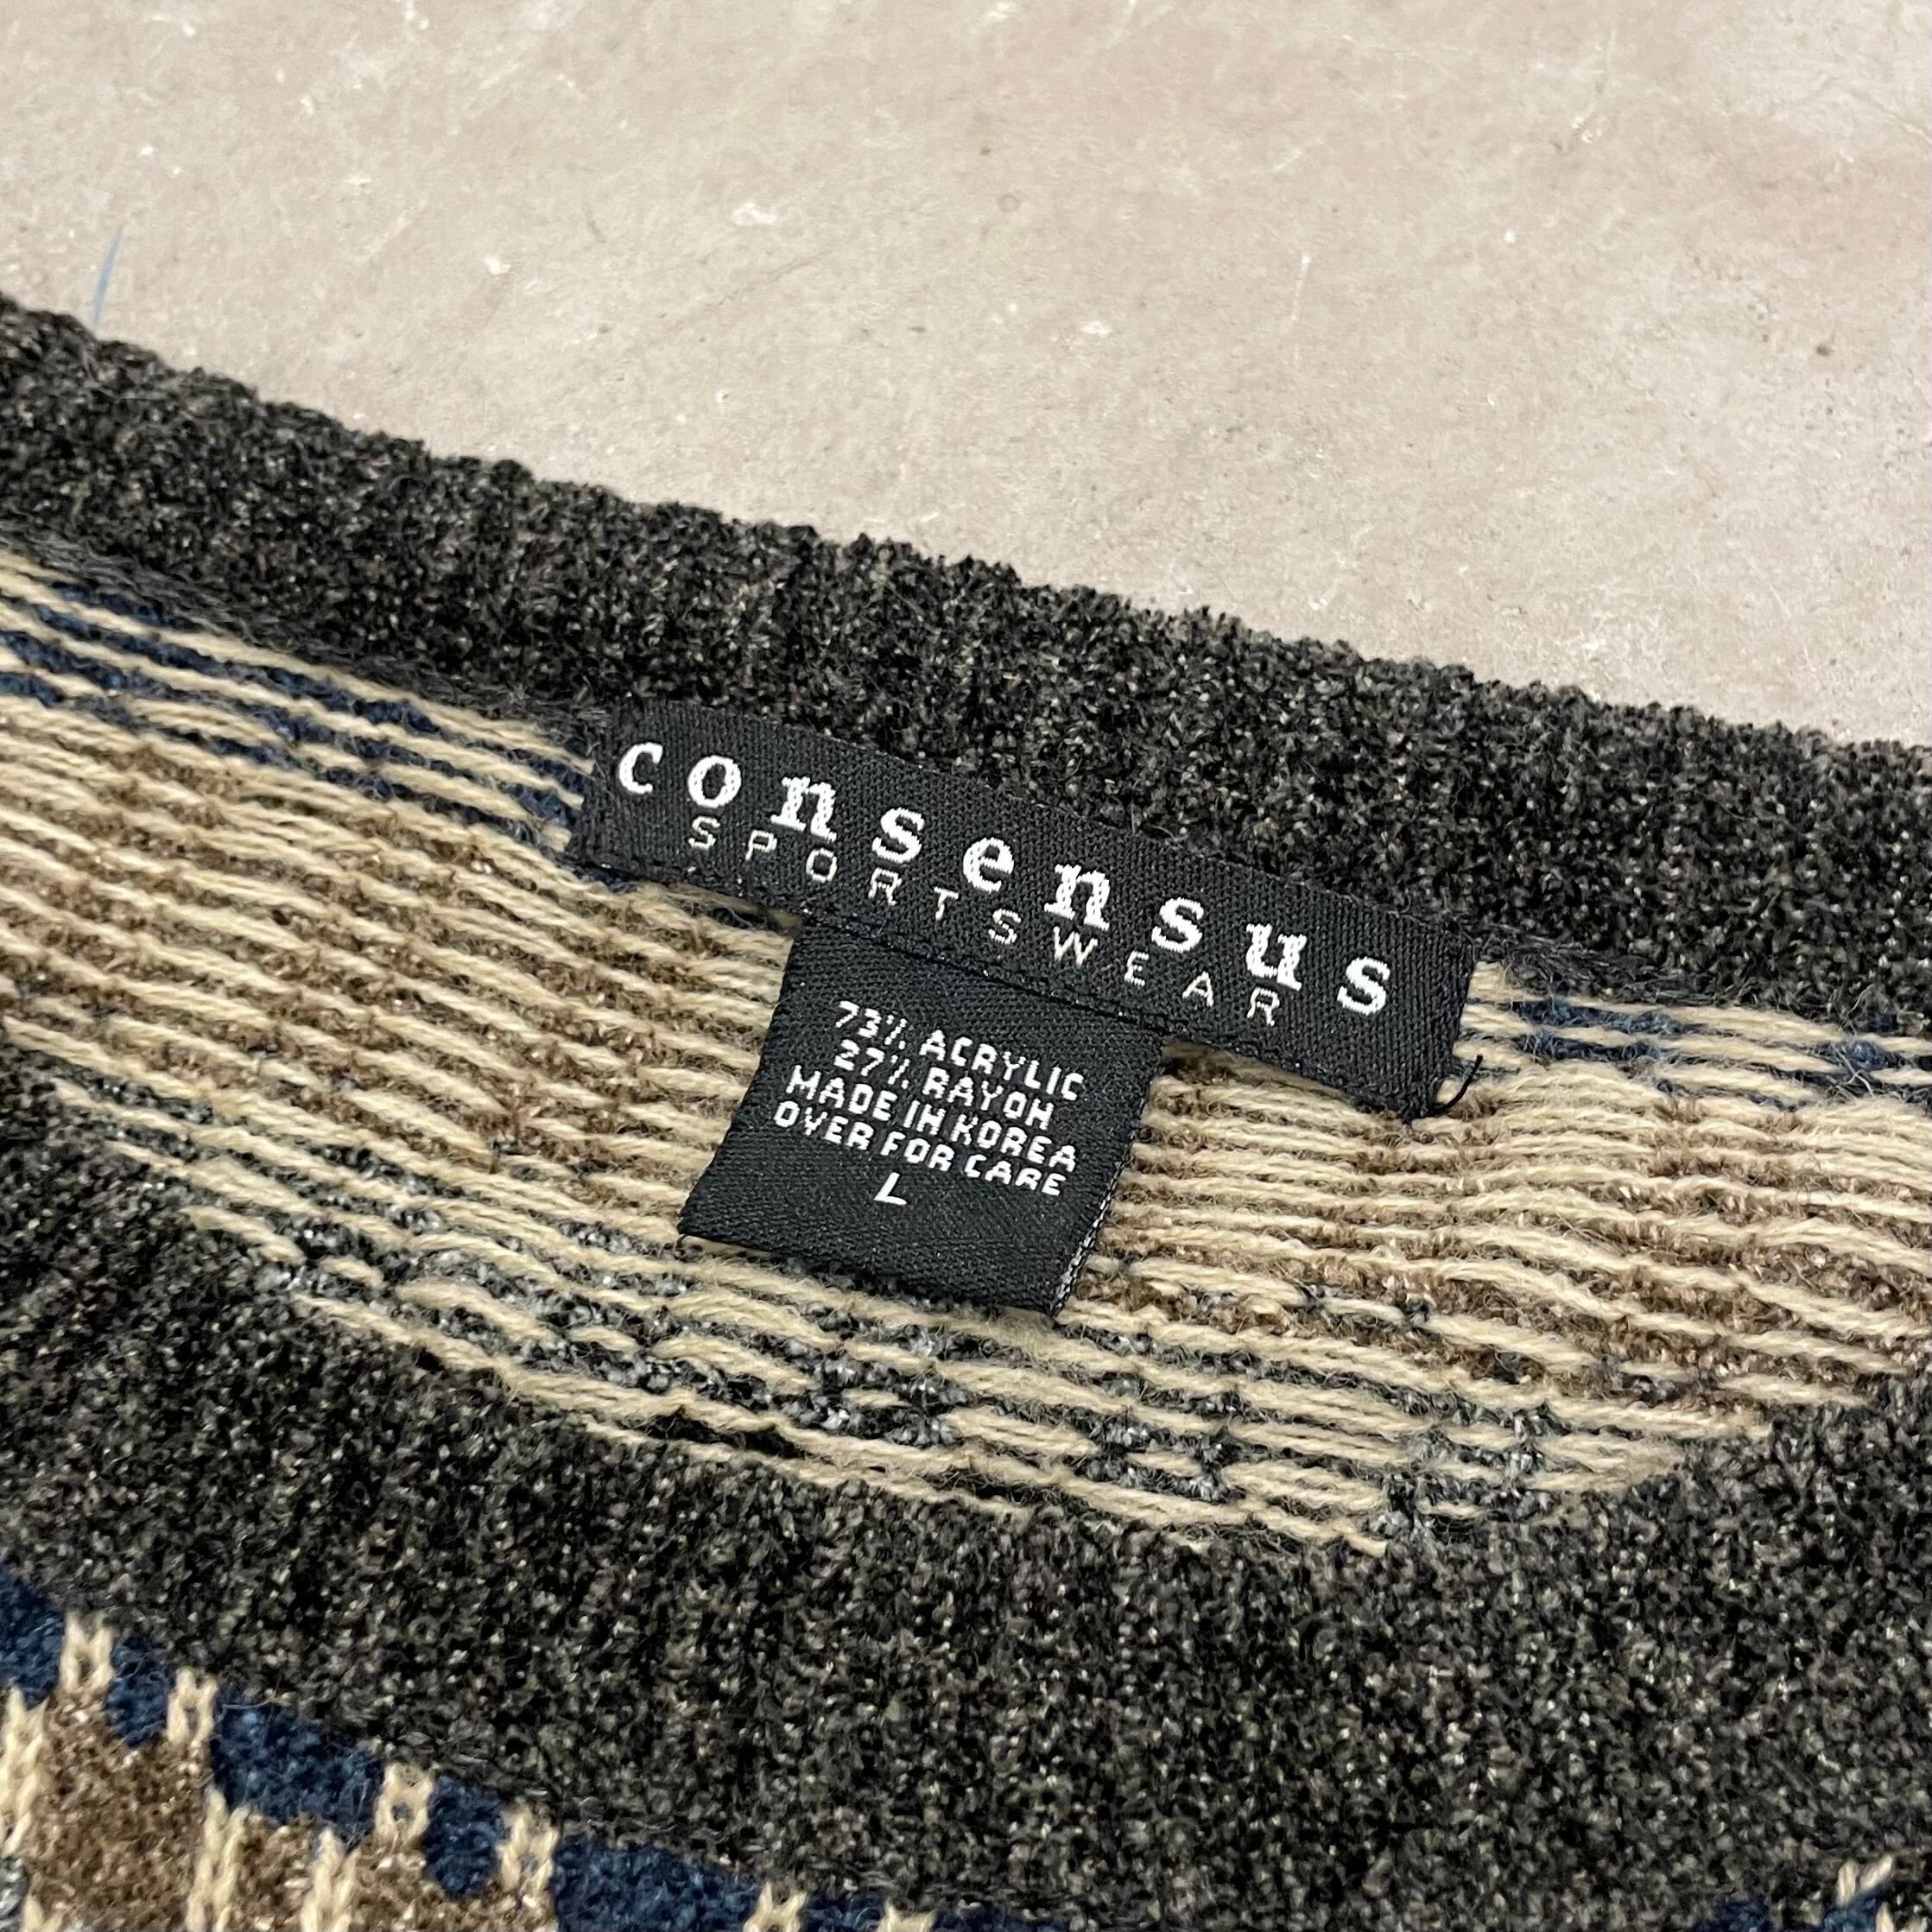 consensus
SPORTSWEAR
73% ACRYLIC
27% RAYON
MADE IN KOREA
OVER FOR CARE
L